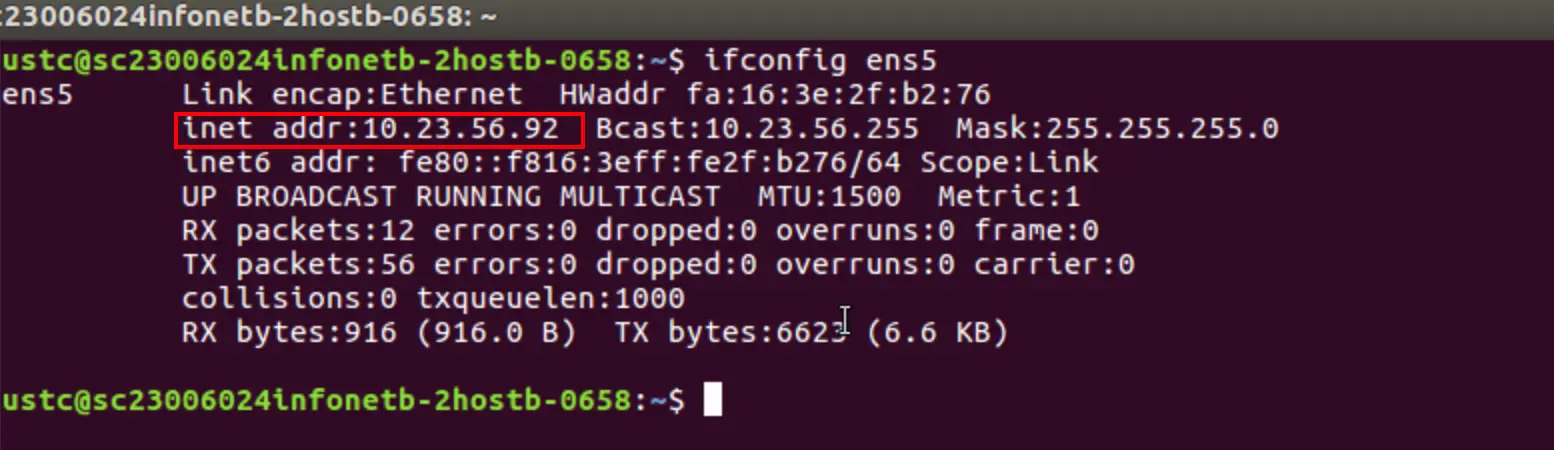 c23006024infonetb-2hostb-0658: ~
ustc@sc23006024infonetb-2hostb-0658:~$ ifconfig ens5
ens5      Link encap:Ethernet  HWaddr fa:16:3e:2f:b2:76
          inet addr:10.23.56.92  Bcast:10.23.56.255  Mask:255.255.255.0
          inet6 addr: fe80::f816:3eff:fe2f:b276/64 Scope:Link
          UP BROADCAST RUNNING MULTICAST  MTU:1500  Metric:1
          RX packets:12 errors:0 dropped:0 overruns:0 frame:0
          TX packets:56 errors:0 dropped:0 overruns:0 carrier:0
          collisions:0 txqueuelen:1000
          RX bytes:916 (916.0 B)  TX bytes:6623 (6.6 KB)
ustc@sc23006024infonetb-2hostb-0658:~$